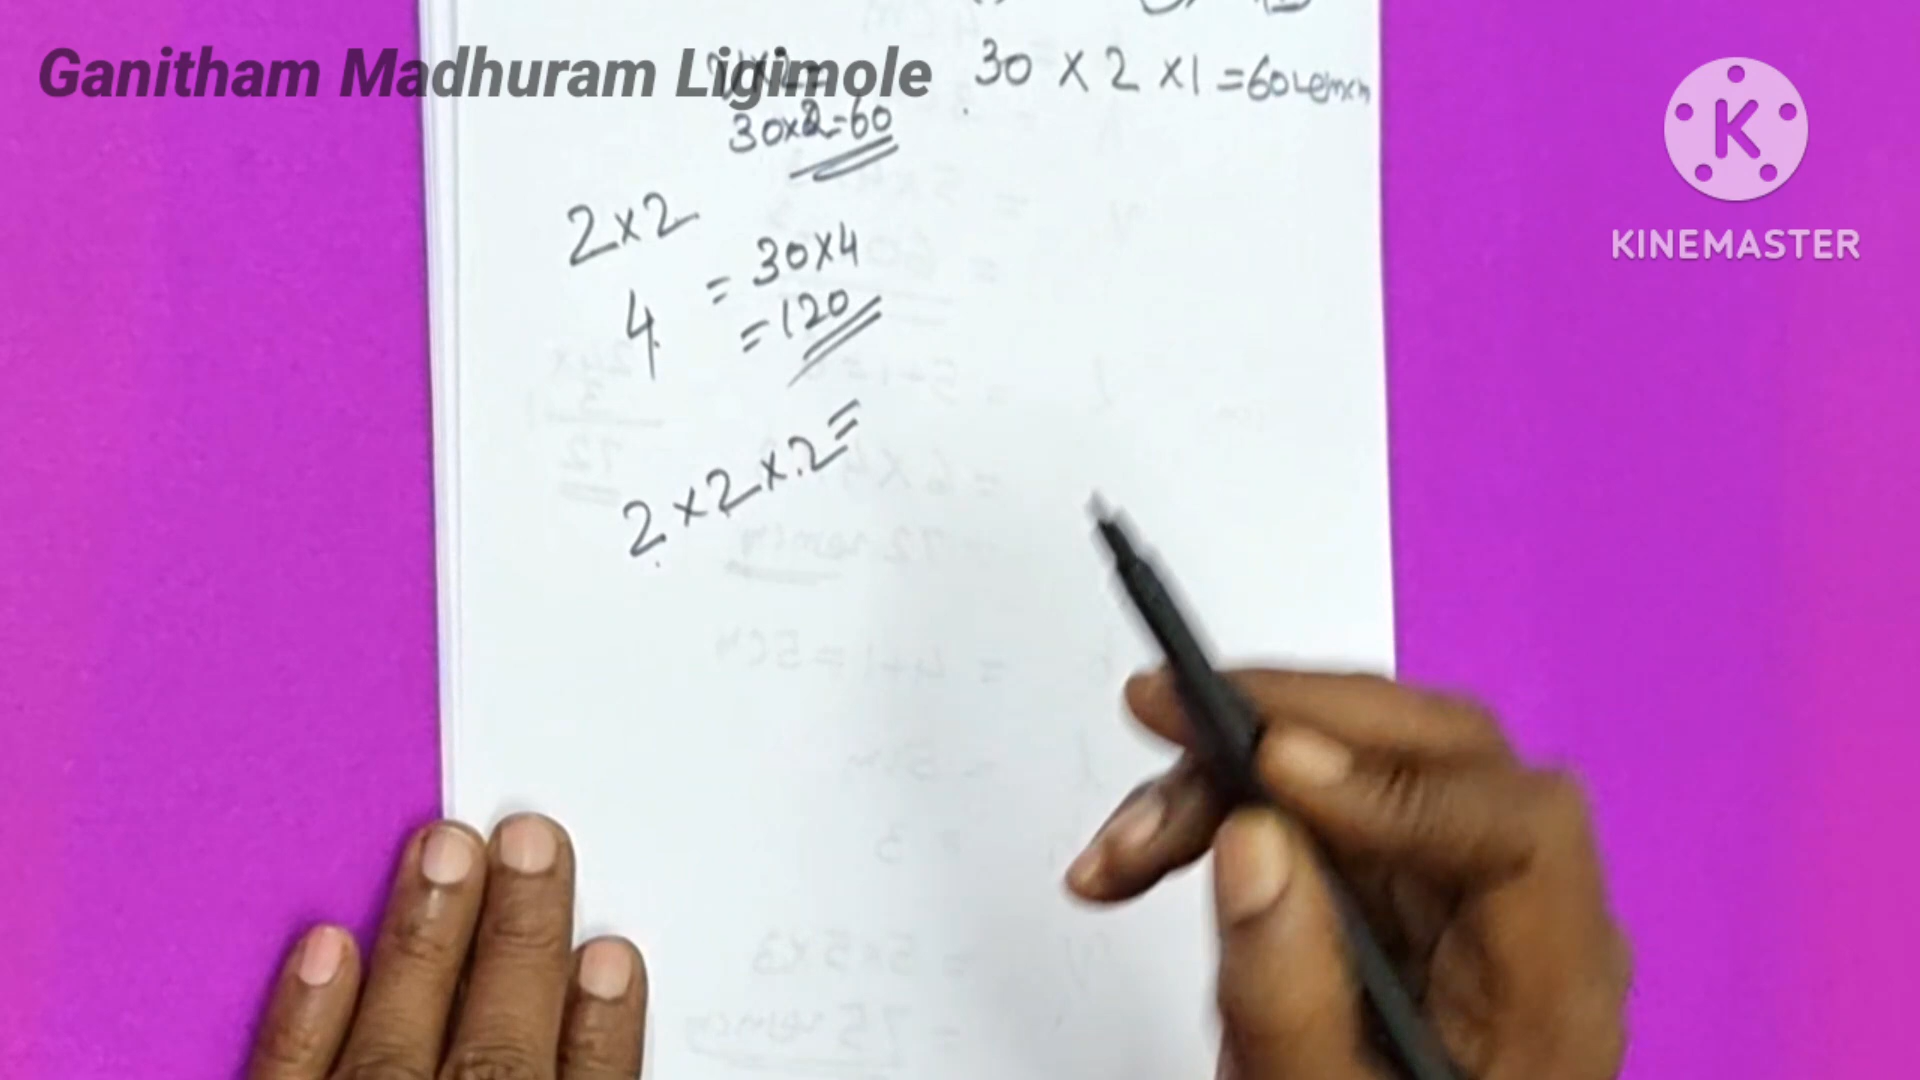 Ganitham Madhuram Ligimole
30 × 2 × 1 = 60
30×2=60
2×2
= 30×4
4
= 120
2×2×2=
KINEMASTER